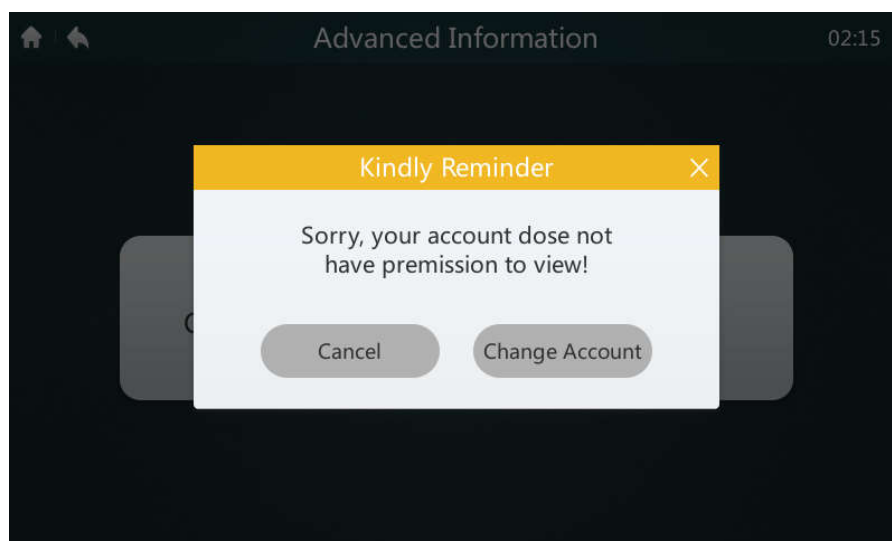 Advanced Information
02:15
Kindly Reminder
Sorry, your account dose not
have premission to view!
Cancel
Change Account